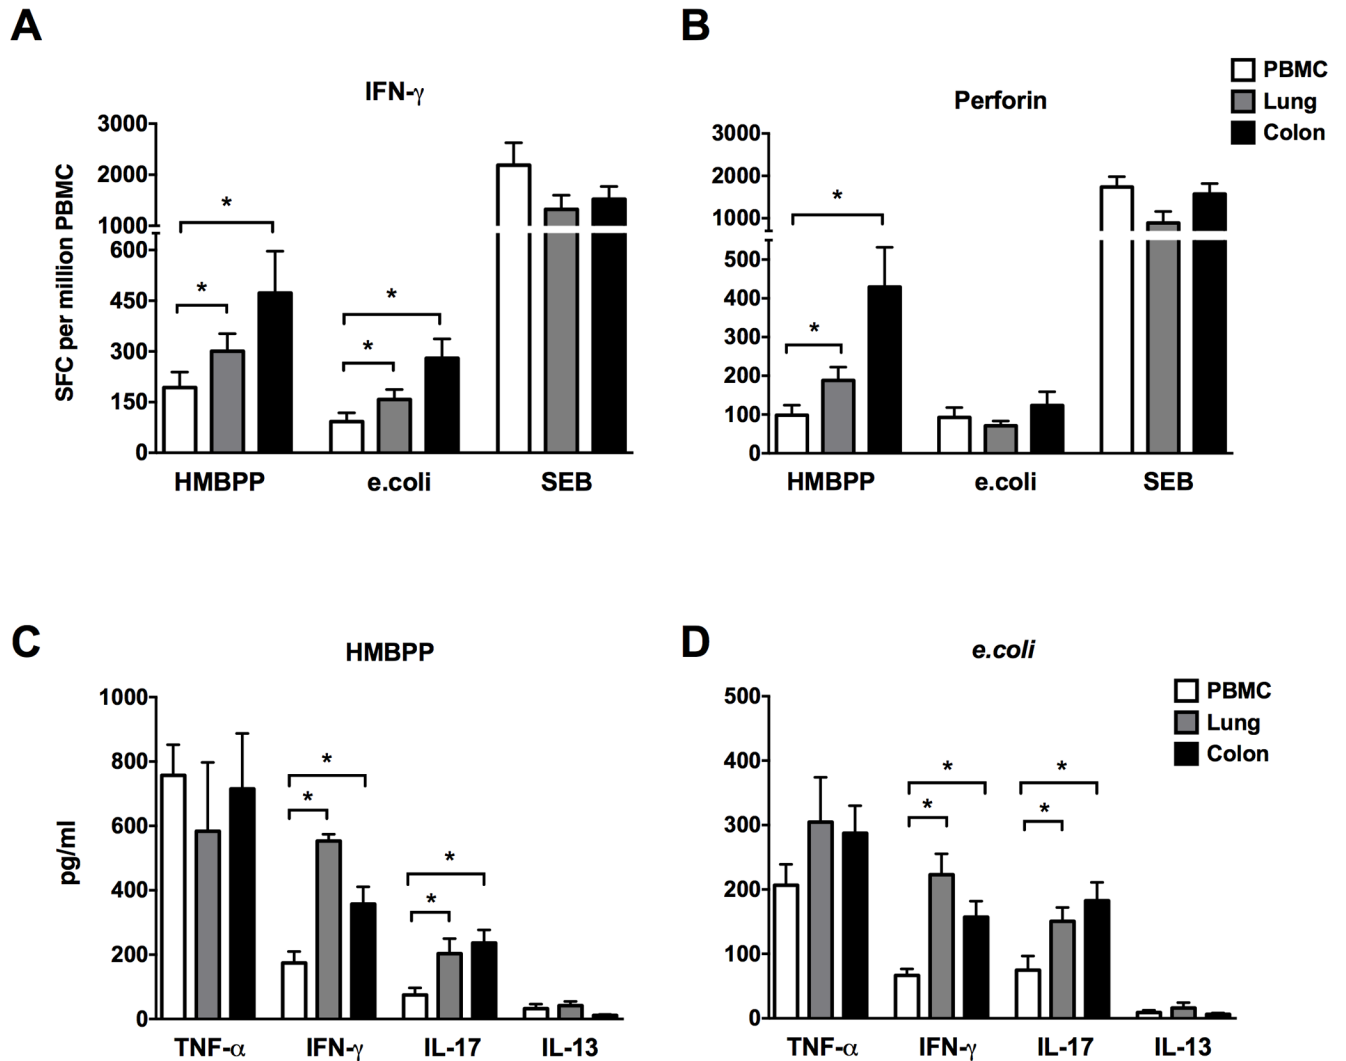 A
IFN-γ
SFC per million PBMC
3000
2000
1000
600
450
300
150
0
*
*
*
*
HMBPP
e.coli
SEB
B
Perforin
PBMC
Lung
Colon
3000
2000
1000
500
400
300
200
100
0
*
*
HMBPP
e.coli
SEB
C
HMBPP
pg/ml
1000
800
600
400
200
0
*
*
*
*
TNF-α
IFN-γ
IL-17
IL-13
D
e.coli
PBMC
Lung
Colon
500
400
300
200
100
0
*
*
*
*
TNF-α
IFN-γ
IL-17
IL-13